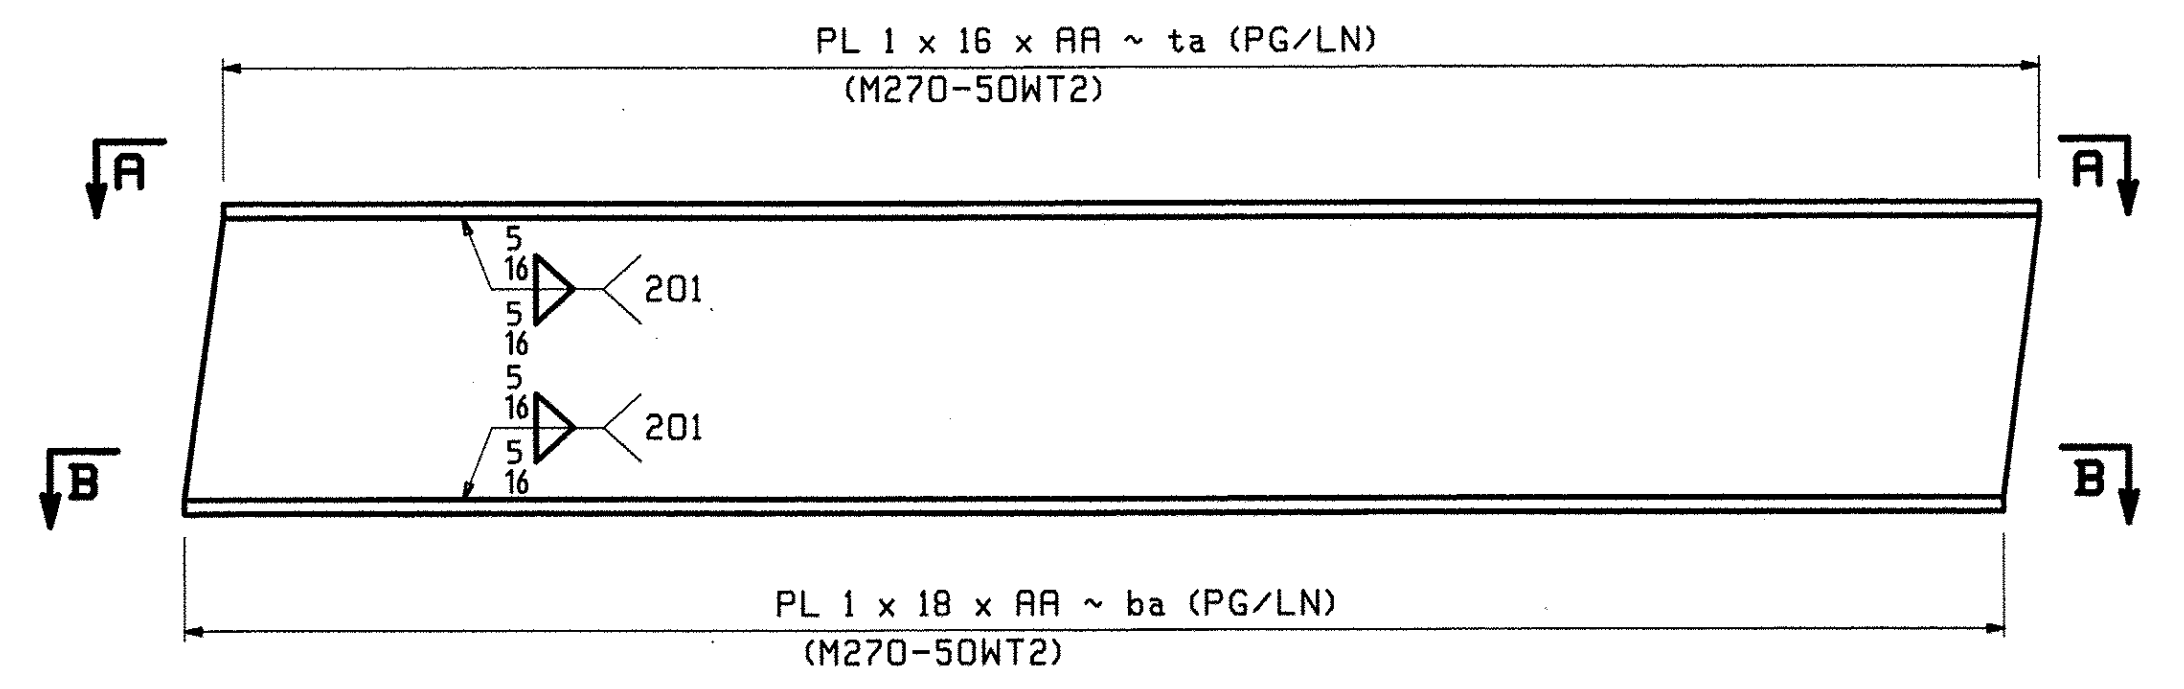 PL 1 x 16 x AA ~ ta (PG/LN)
(M270-50WT2)
A
A
5
16
201
5
16
5
16
201
5
16
B
B
PL 1 x 18 x AA ~ ba (PG/LN)
(M270-50WT2)